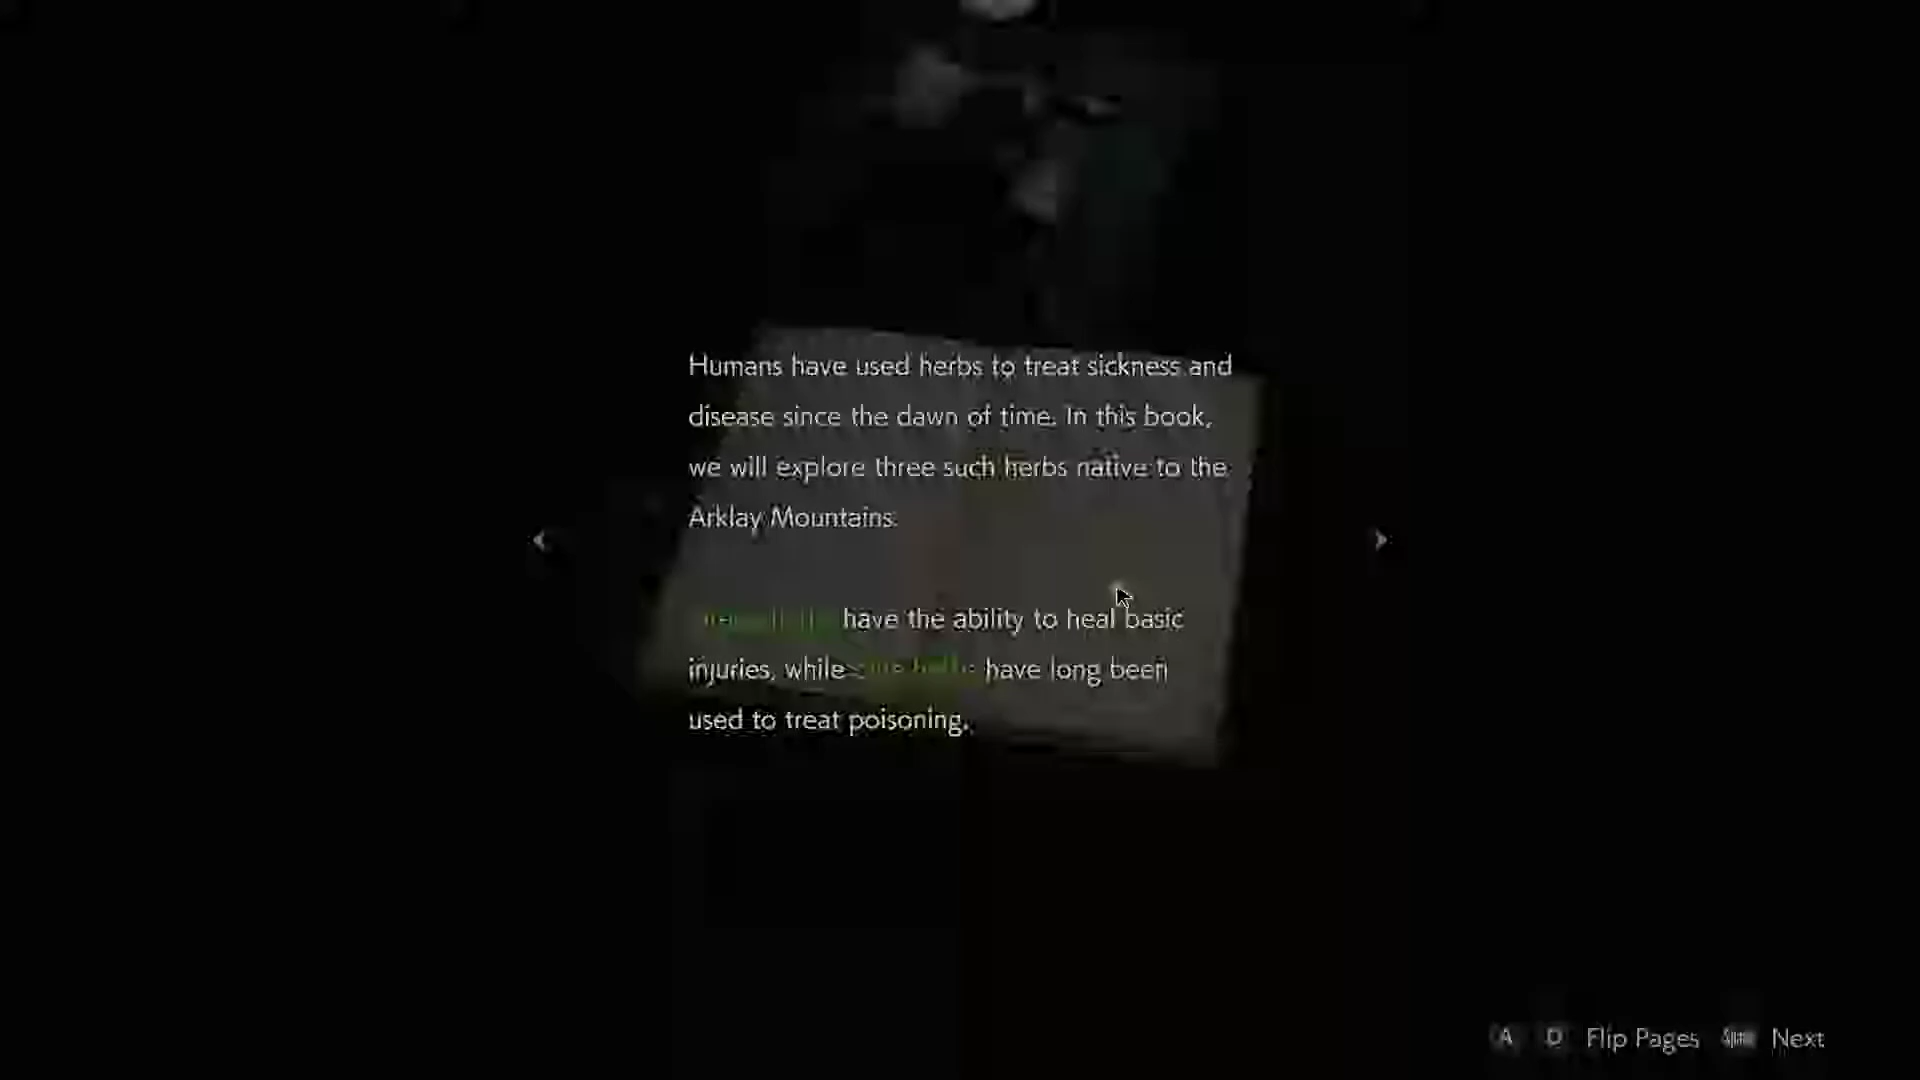 Humans have used herbs to treat sickness and
disease since the dawn of time. In this book,
we will explore three such herbs native to the
Arklay Mountains.
have the ability to heal basic
injuries, while have long been
used to treat poisoning.
A D Flip Pages Next